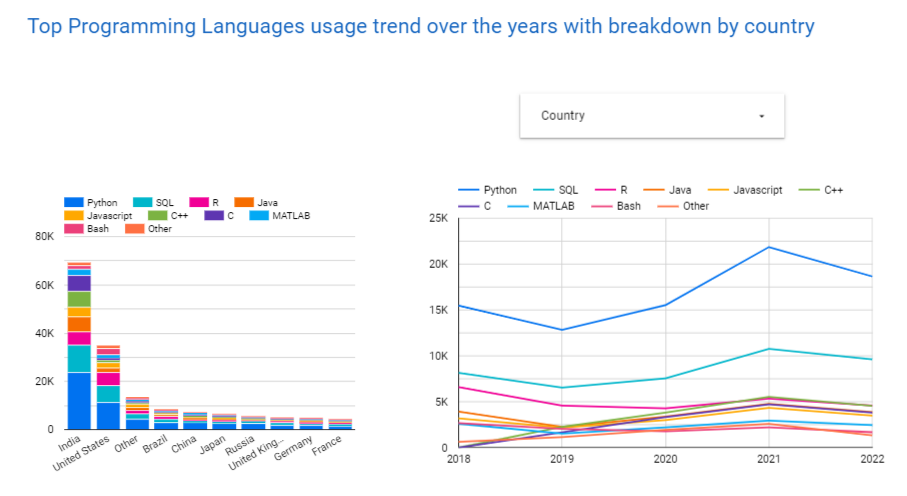 Top Programming Languages usage trend over the years with breakdown by country
Country
Python SQL R Java
Javascript C++ C MATLAB
Bash Other
80K
60K
40K
20K
0
India
United States
Other
Brazil
China
Japan
Russia
United King...
Germany
France
Python SQL R Java Javascript C++
C MATLAB Bash Other
25K
20K
15K
10K
5K
0
2018 2019 2020 2021 2022